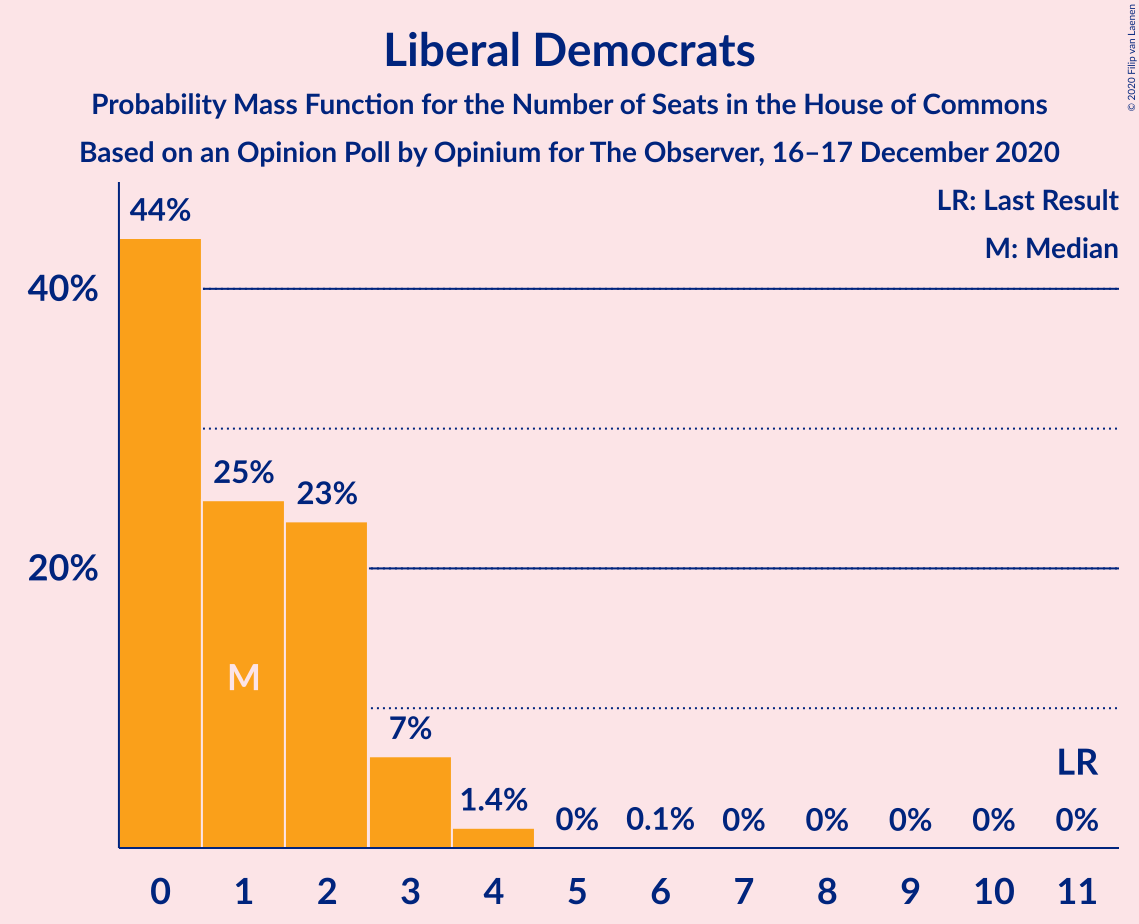 Liberal Democrats
Probability Mass Function for the Number of Seats in the House of Commons
Based on an Opinion Poll by Opinium for The Observer, 16–17 December 2020
© 2020 Filip van Laenen
LR: Last Result
M: Median
44%
40%
25%
23%
20%
M
7%
LR
1.4%
0%
0.1%
0%
0%
0%
0%
0%
0 1 2 3 4 5 6 7 8 9 10 11